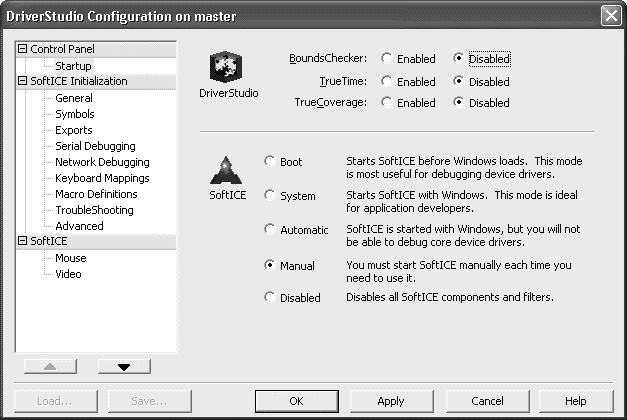 DriverStudio Configuration on master
Control Panel
Startup
SoftICE Initialization
General
Symbols
Exports
Serial Debugging
Network Debugging
Keyboard Mappings
Macro Definitions
TroubleShooting
Advanced
SoftICE
Mouse
Video
DriverStudio
BoundsChecker: Enabled Disabled
TrueTime: Enabled Disabled
TrueCoverage: Enabled Disabled
SoftICE
Boot Starts SoftICE before Windows loads. This mode
is most useful for debugging device drivers.
System Starts SoftICE with Windows. This mode is ideal
for application developers.
Automatic SoftICE is started with Windows, but you will not
be able to debug core device drivers.
Manual You must start SoftICE manually each time you
need to use it.
Disabled Disables all SoftICE components and filters.
Load... Save... OK Apply Cancel Help